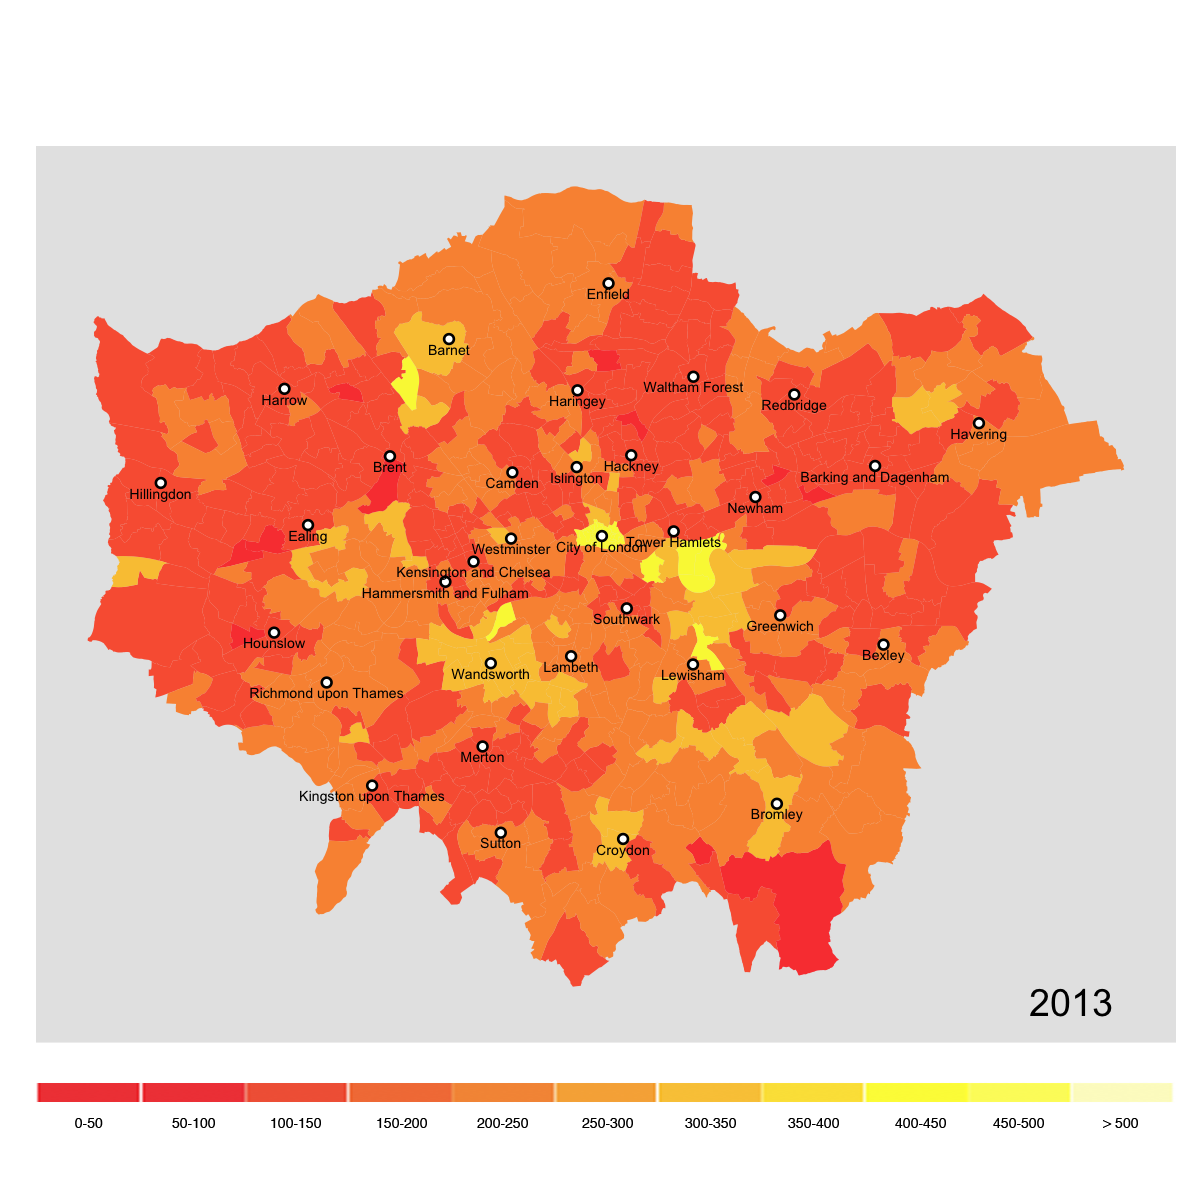 Enfield
Barnet
Waltham Forest
Harrow
Haringey
Redbridge
Havering
Brent
Hackney
Islington
Barking and Dagenham
Camden
Hillingdon
Newham
Ealing
Westminster
City of London
Tower Hamlets
Kensington and Chelsea
Hammersmith and Fulham
Southwark
Greenwich
Hounslow
Bexley
Lambeth
Wandsworth
Lewisham
Richmond upon Thames
Merton
Kingston upon Thames
Bromley
Sutton
Croydon
2013
0-50 50-100 100-150 150-200 200-250 250-300 300-350 350-400 400-450 450-500 > 500